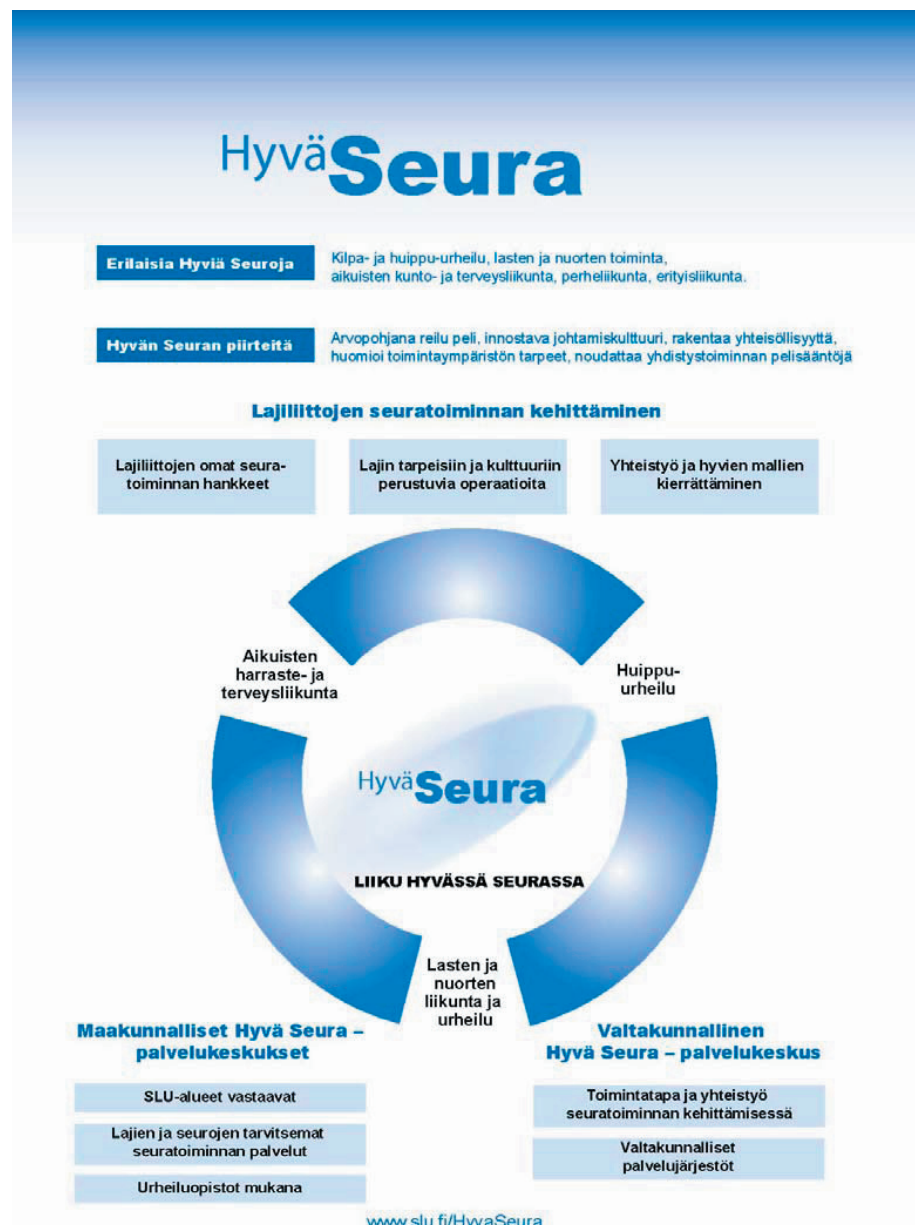 HyväSeura
Erilaisia Hyviä Seuroja
Kilpa- ja huippu-urheilu, lasten ja nuorten toiminta,
aikuisten kunto- ja terveysliikunta, perheliikunta, erityisliikunta.
Hyvän Seuran piirteitä
Arvopohjana reilu peli, innostava johtamiskulttuuri, rakentaa yhteisöllisyyttä,
huomioi toimintaympäristön tarpeet, noudattaa yhdistystoiminnan pelisääntöjä
Lajiliittojen seuratoiminnan kehittäminen
Lajiliittojen omat seura-
toiminnan hankkeet
Lajin tarpeisiin ja kulttuuriin
perustuvia operaatioita
Yhteistyö ja hyvien mallien
kierrättäminen
Aikuisten
harraste- ja
terveysliikunta
Huippu-
urheilu
HyväSeura
LIIKU HYVÄSSÄ SEURASSA
Lasten ja
nuorten
liikunta ja
urheilu
Maakunnalliset Hyvä Seura –
palvelukeskukset
SLU-alueet vastaavat
Lajien ja seurojen tarvitsemat
seuratoiminnan palvelut
Urheiluopistot mukana
Valtakunnallinen
Hyvä Seura – palvelukeskus
Toimintatapa ja yhteistyö
seuratoiminnan kehittämisessä
Valtakunnalliset
palvelujärjestöt
www.slu.fi/HyvaSeura